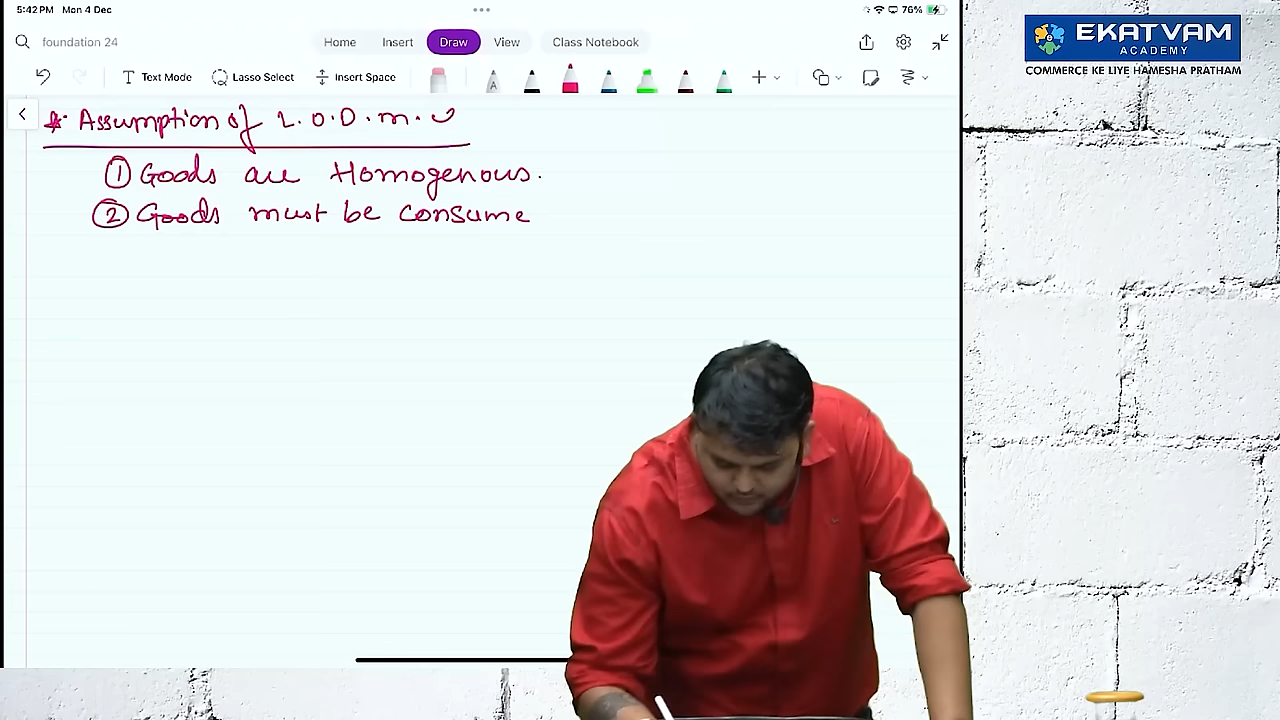 5:42 PM Mon 4 Dec
76%
foundation 24
Home Insert Draw View Class Notebook
Text Mode Lasso Select Insert Space
EKATVAM
ACADEMY
COMMERCE KE LIYE HAMESHA PRATHAM
* Assumption of L.O.D.M.U
① Goods are Homogenous.
② Goods must be consume